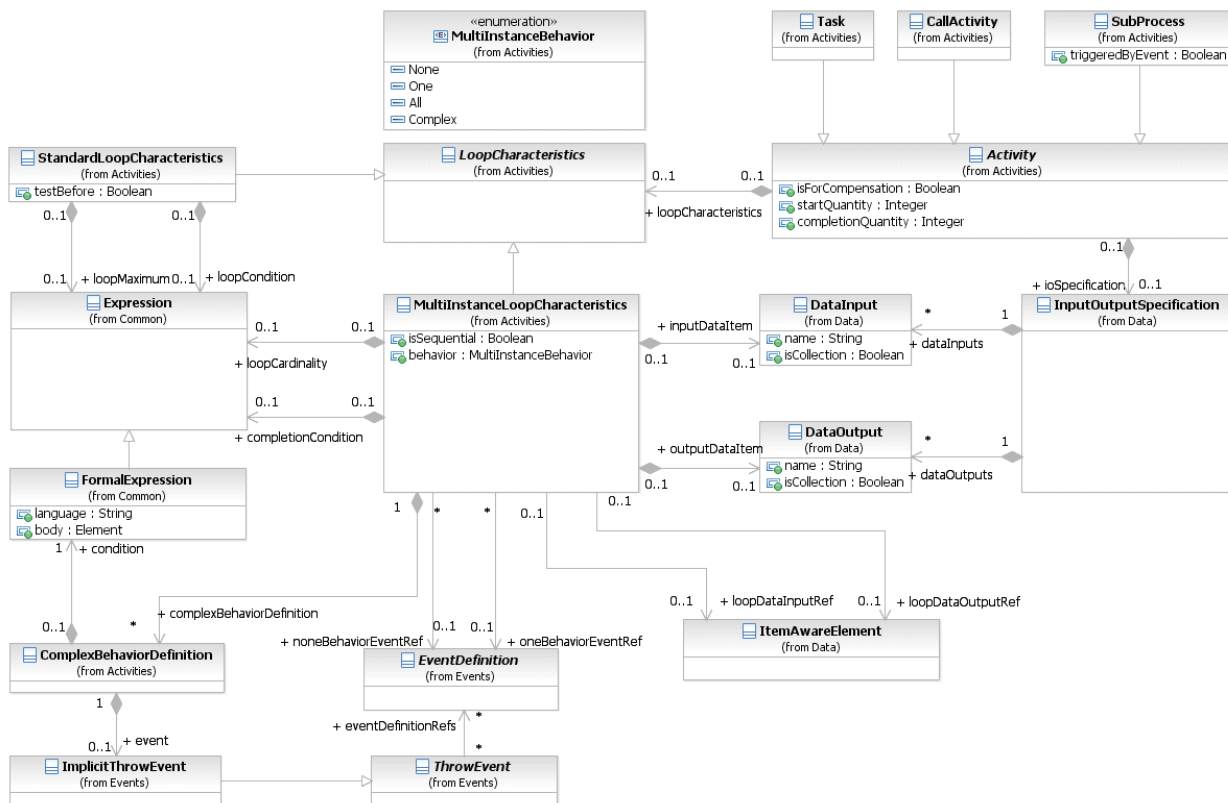 «enumeration»
MultiInstanceBehavior
(from Activities)
None
One
All
Complex
Task
(from Activities)
CallActivity
(from Activities)
SubProcess
(from Activities)
triggeredByEvent : Boolean
StandardLoopCharacteristics
(from Activities)
testBefore : Boolean
LoopCharacteristics
(from Activities)
Activity
(from Activities)
isForCompensation : Boolean
startQuantity : Integer
completionQuantity : Integer
0..1
0..1
+ loopCharacteristics
0..1
0..1
0..1
+ loopMaximum
0..1
+ loopCondition
0..1
+ ioSpecification
0..1
Expression
(from Common)
MultiInstanceLoopCharacteristics
(from Activities)
isSequential : Boolean
behavior : MultiInstanceBehavior
DataInput
(from Data)
name : String
isCollection : Boolean
InputOutputSpecification
(from Data)
0..1
0..1
+ loopCardinality
0..1
0..1
+ completionCondition
+ inputDataItem
0..1
0..1
*
1
+ dataInputs
DataOutput
(from Data)
name : String
isCollection : Boolean
+ outputDataItem
0..1
0..1
*
1
+ dataOutputs
FormalExpression
(from Common)
language : String
body : Element
1
+ condition
0..1
1
*
*
0..1
0..1
+ complexBehaviorDefinition
*
0..1
+ noneBehaviorEventRef
0..1
+ oneBehaviorEventRef
0..1
+ loopDataInputRef
0..1
+ loopDataOutputRef
ComplexBehaviorDefinition
(from Activities)
EventDefinition
(from Events)
ItemAwareElement
(from Data)
1
0..1
+ event
+ eventDefinitionRefs
*
*
ImplicitThrowEvent
(from Events)
ThrowEvent
(from Events)